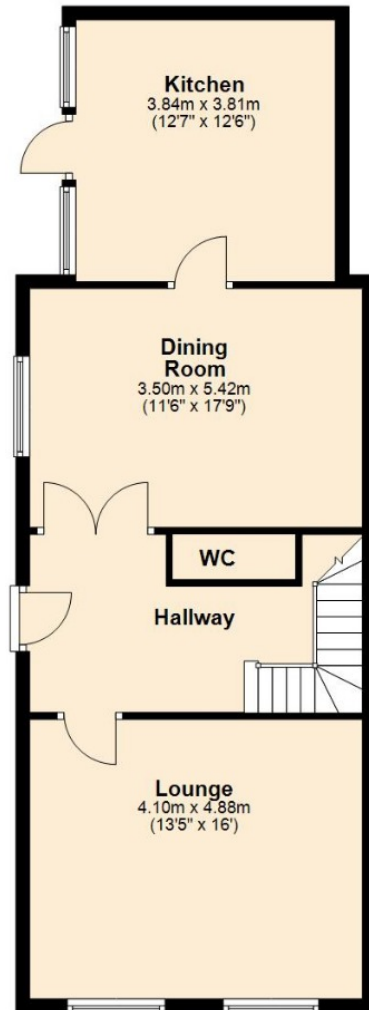 Kitchen
3.84m x 3.81m
(12'7" x 12'6")
Dining
Room
3.50m x 5.42m
(11'6" x 17'9")
WC
Hallway
Lounge
4.10m x 4.88m
(13'5" x 16')